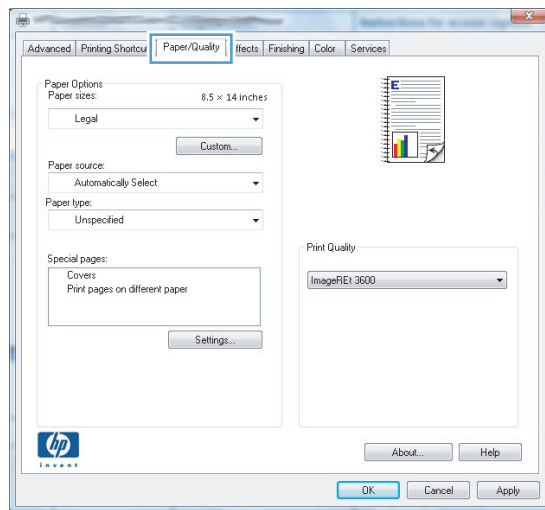 Advanced Printing Shortcu Paper/Quality ffects Finishing Color Services
Paper Options
Paper sizes: 8.5 × 14 inches
Legal
Custom...
Paper source:
Automatically Select
Paper type:
Unspecified
Special pages:
Covers
Print pages on different paper
Settings...
E
Print Quality
ImageREt 3600
hp
invent
About... Help
OK Cancel Apply